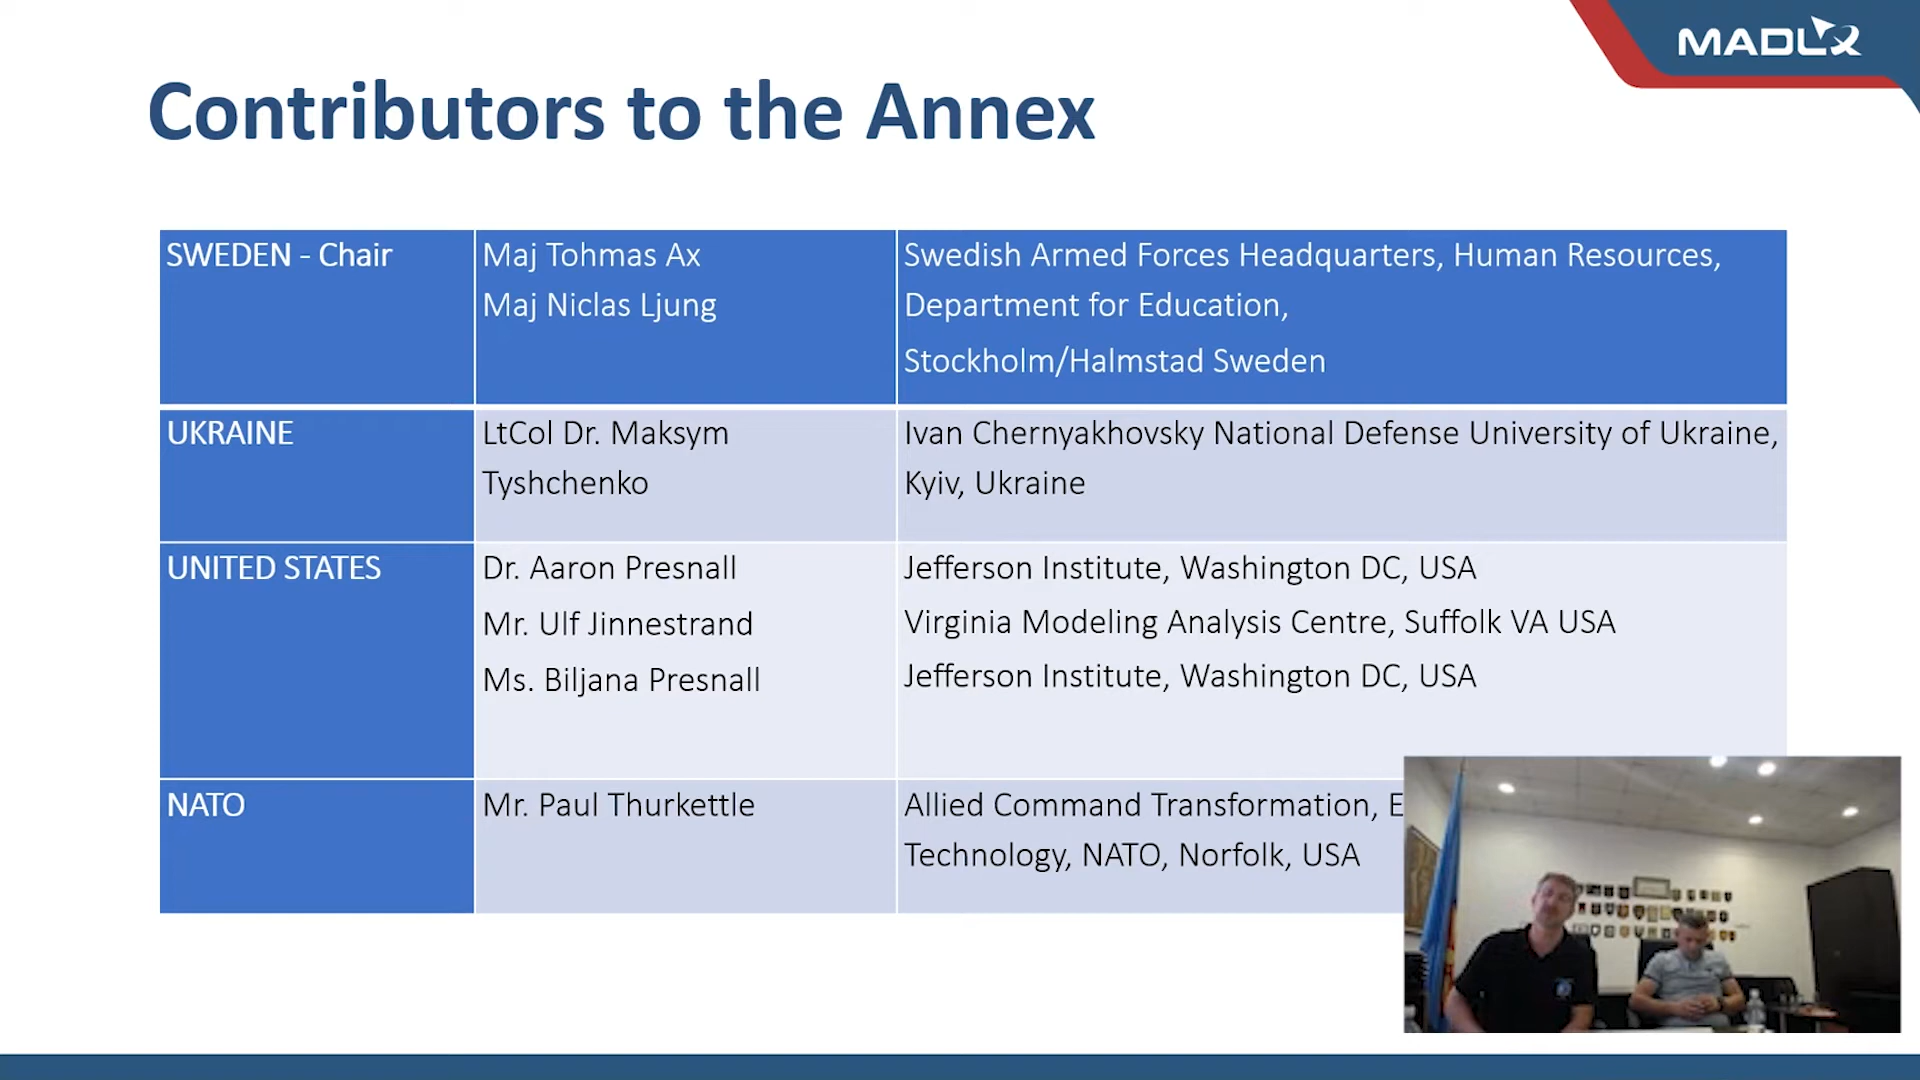 MADLx
Contributors to the Annex
SWEDEN - Chair
Maj Tohmas Ax
Maj Niclas Ljung
Swedish Armed Forces Headquarters, Human Resources,
Department for Education,
Stockholm/Halmstad Sweden
UKRAINE
LtCol Dr. Maksym
Tyshchenko
Ivan Chernyakhovsky National Defense University of Ukraine,
Kyiv, Ukraine
UNITED STATES
Dr. Aaron Presnall
Mr. Ulf Jinnestrand
Ms. Biljana Presnall
Jefferson Institute, Washington DC, USA
Virginia Modeling Analysis Centre, Suffolk VA USA
Jefferson Institute, Washington DC, USA
NATO
Mr. Paul Thurkettle
Allied Command Transformation, E
Technology, NATO, Norfolk, USA